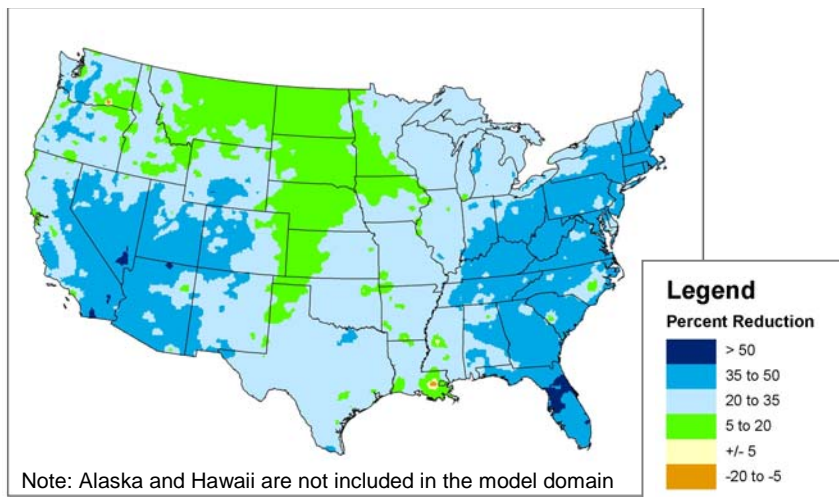 Legend
Percent Reduction
> 50
35 to 50
20 to 35
5 to 20
+/- 5
-20 to -5
Note: Alaska and Hawaii are not included in the model domain